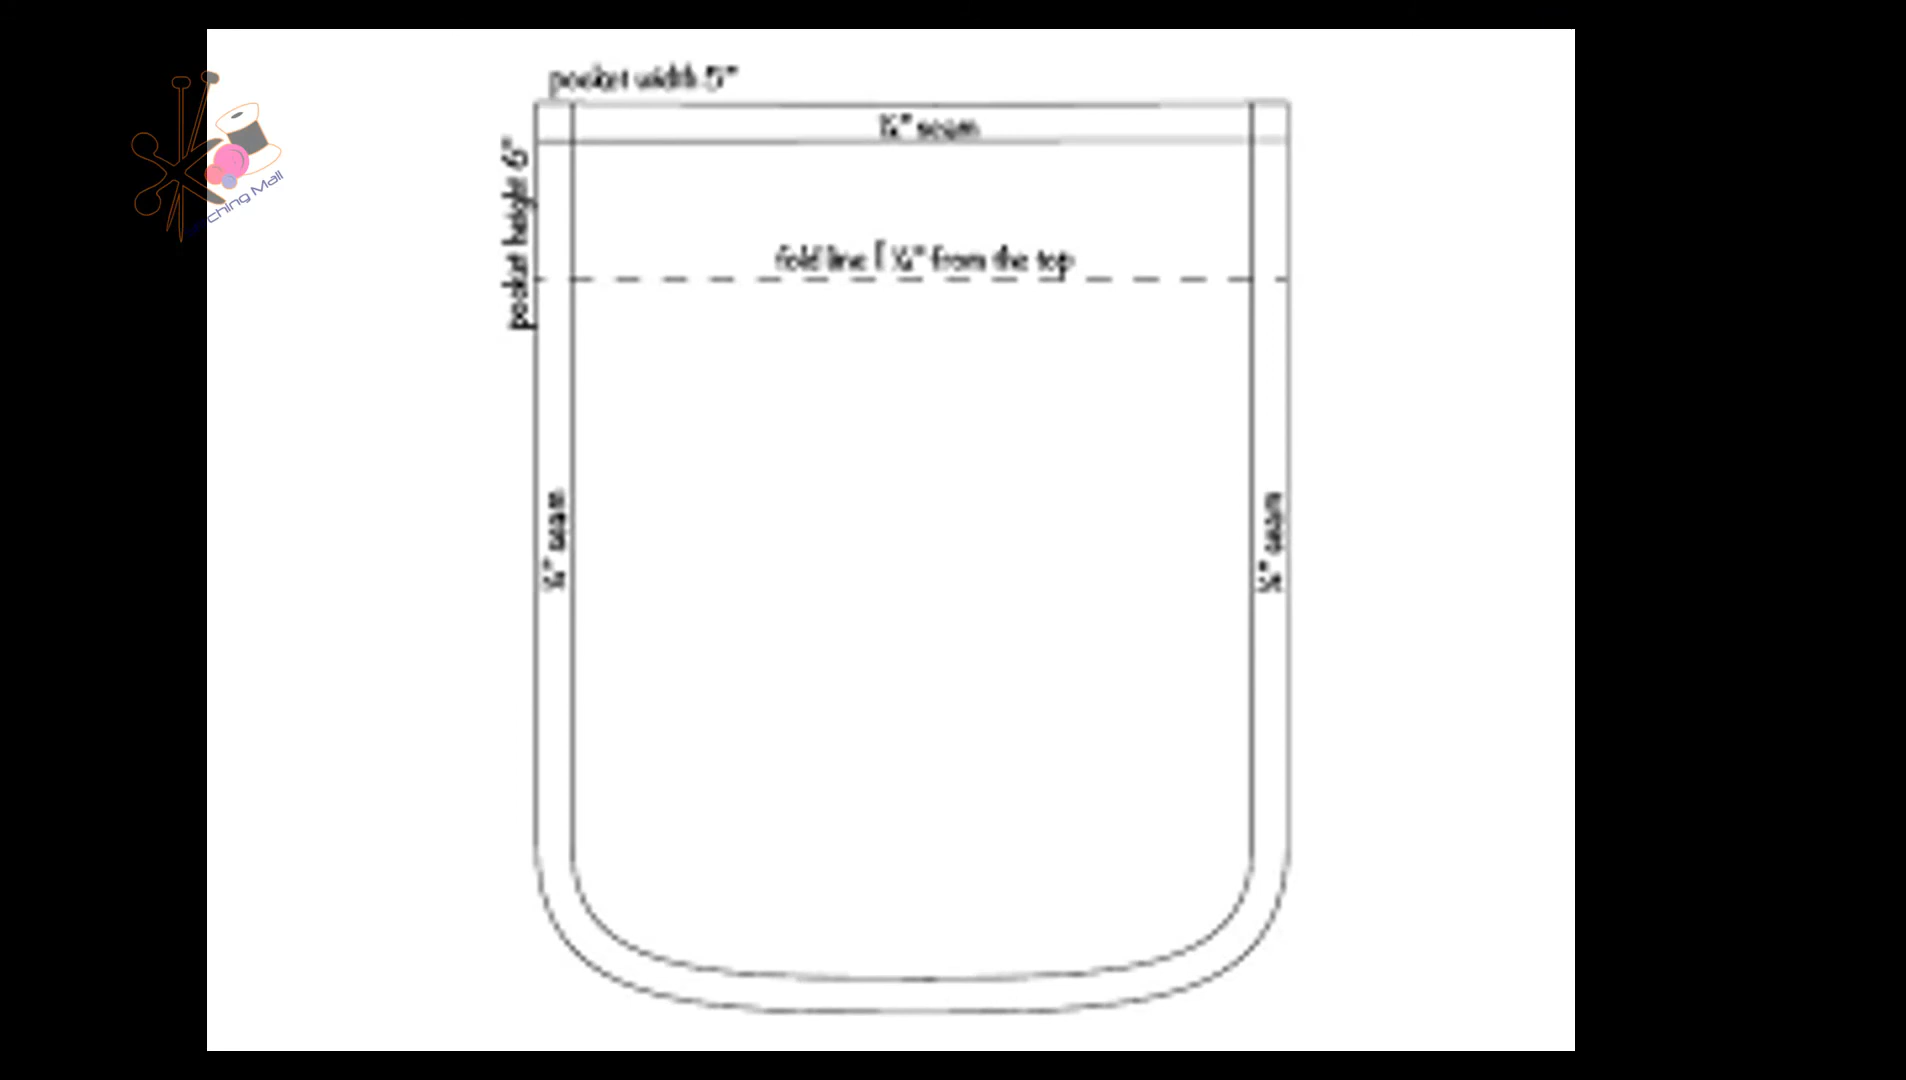 pocket width 5"
¼" seam
pocket height 6"
fold line 1 ¼" from the top
¼" seam
¼" seam
ching Mall